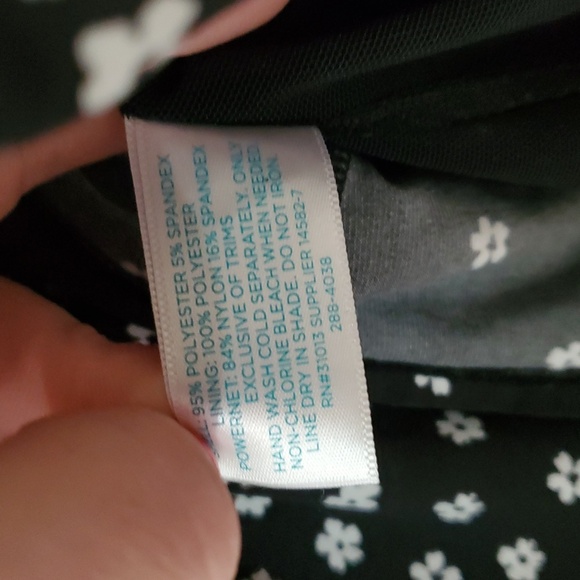 95% POLYESTER 5% SPANDEX
LINING: 100% POLYESTER
POWERNET: 84% NYLON 16% SPANDEX
EXCLUSIVE OF TRIMS
HAND WASH COLD SEPARATELY. ONLY
NON-CHLORINE BLEACH WHEN NEEDED.
LINE DRY IN SHADE. DO NOT IRON.
RN#31013 SUPPLIER 14582-7
288-4038